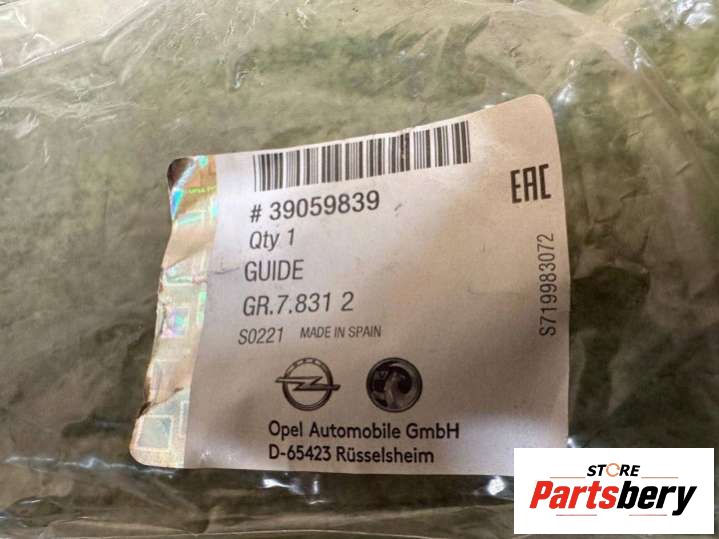 # 39059839
Qty 1
GUIDE
GR.7.831 2
S0221 MADE IN SPAIN
Opel Automobile GmbH
D-65423 Rüsselsheim
EAC
S719983072
STORE
Partsbery